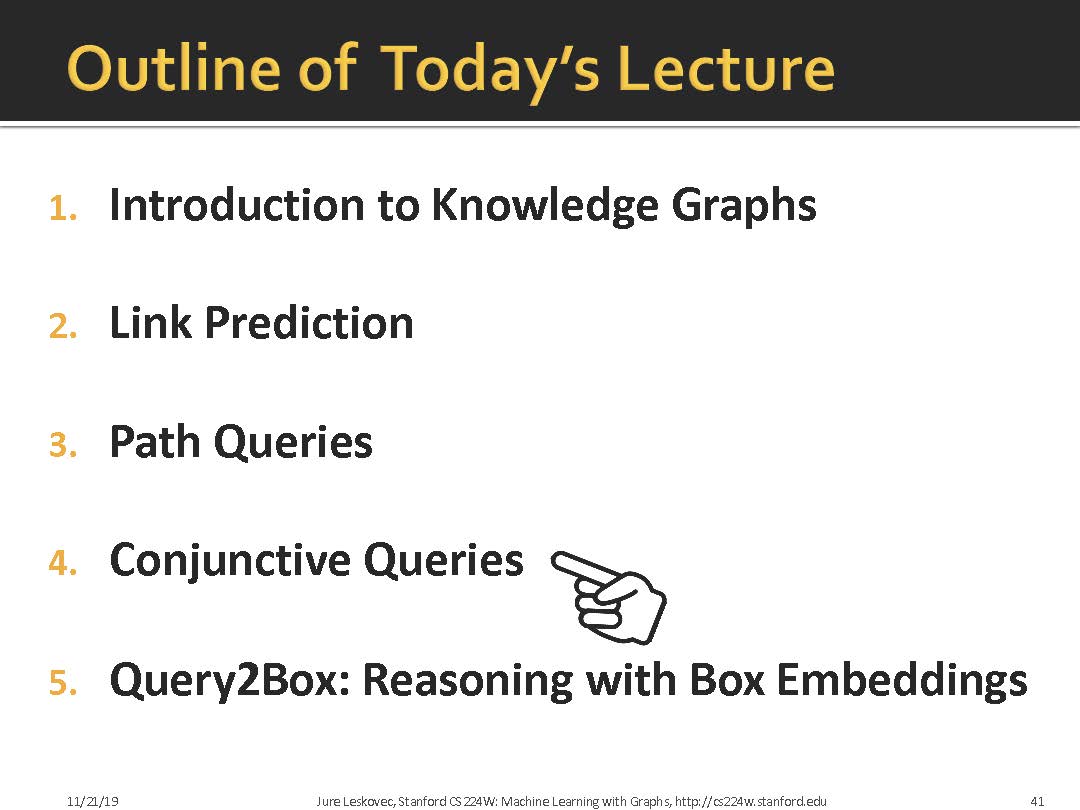 Outline of Today's Lecture
1. Introduction to Knowledge Graphs
2. Link Prediction
3. Path Queries
4. Conjunctive Queries
5. Query2Box: Reasoning with Box Embeddings
11/21/19 Jure Leskovec, Stanford CS224W: Machine Learning with Graphs, http://cs224w.stanford.edu 41